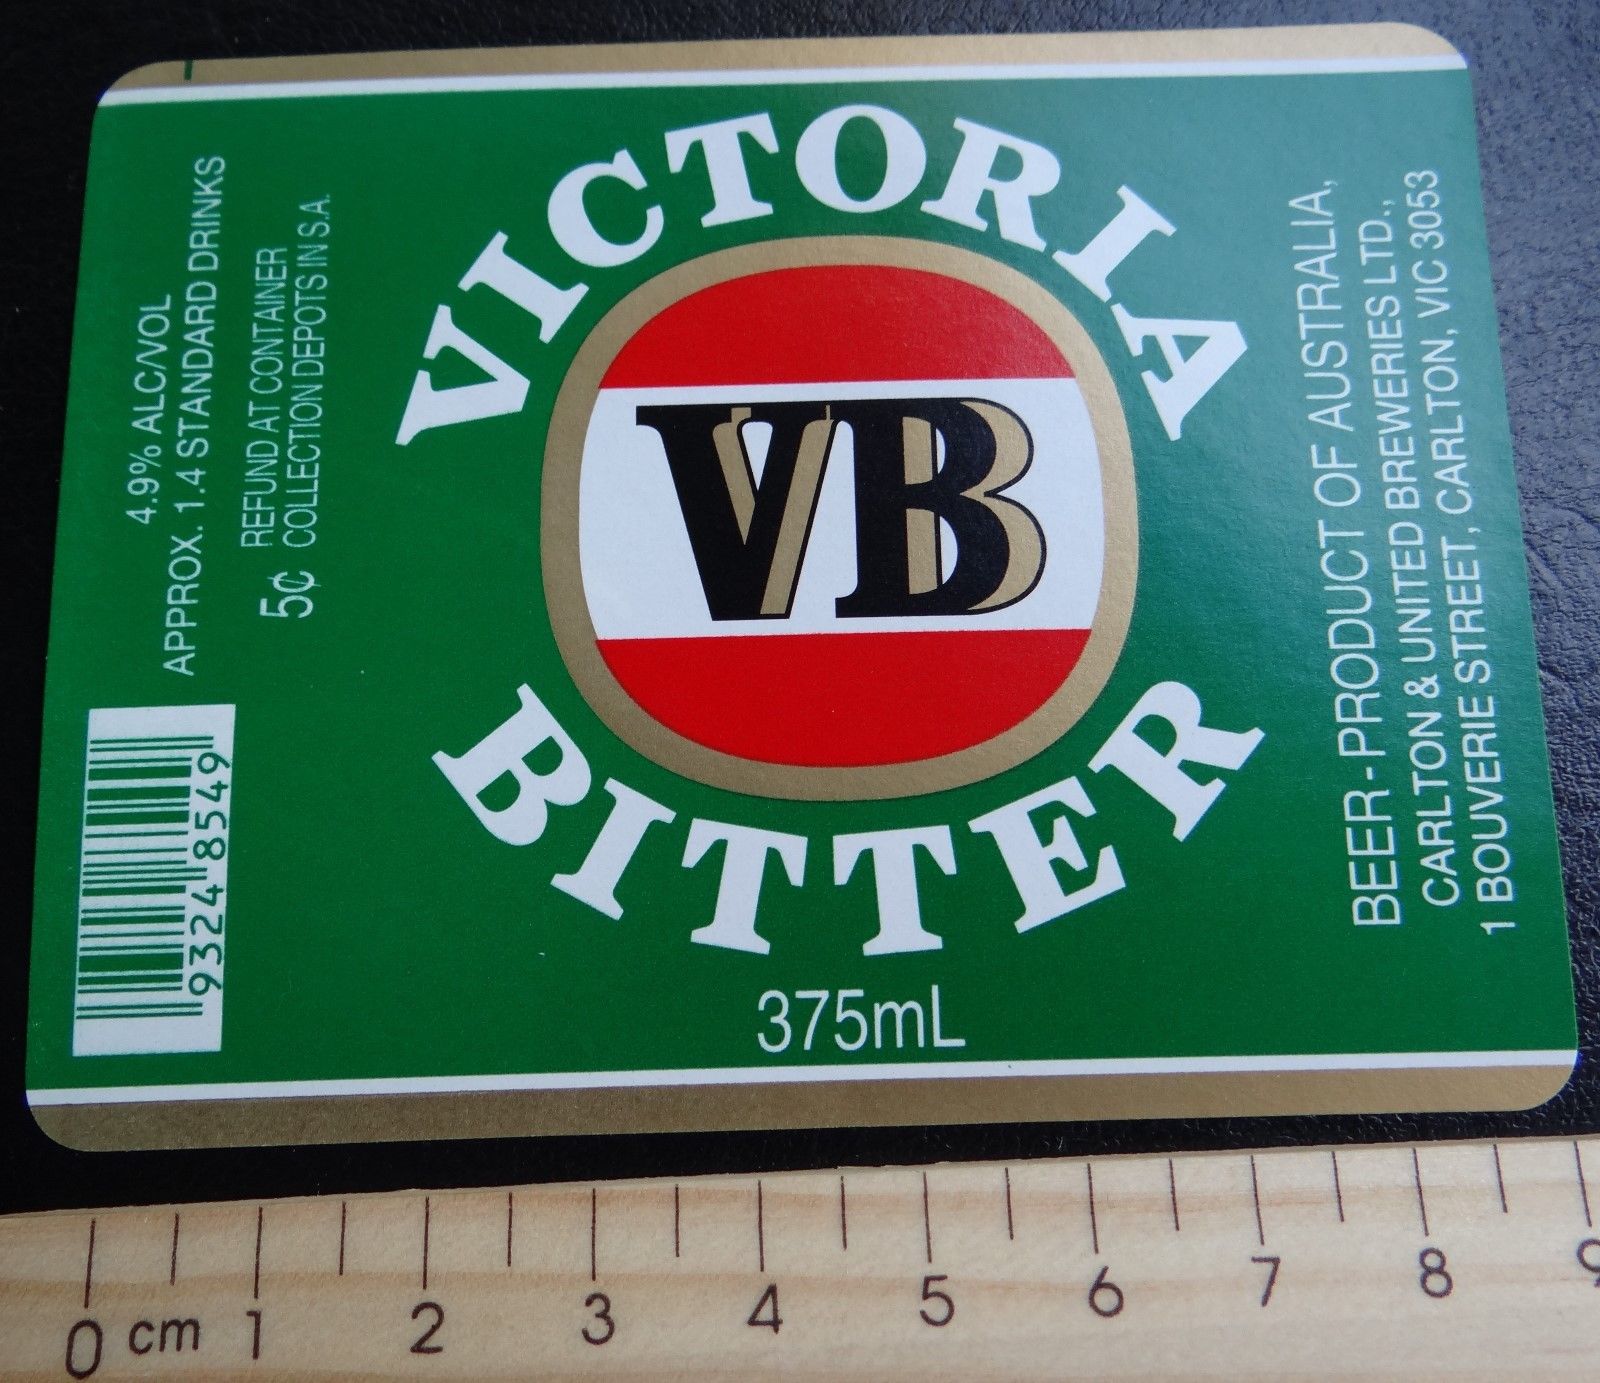 VICTORIA
VB
BITTER
375mL
4.9% ALC/VOL
APPROX. 1.4 STANDARD DRINKS
REFUND AT CONTAINER
5¢ COLLECTION DEPOTS IN S.A.
9324 8549
BEER - PRODUCT OF AUSTRALIA,
CARLTON & UNITED BREWERIES LTD.,
1 BOUVERIE STREET, CARLTON, VIC 3053
0 cm 1 2 3 4 5 6 7 8 9